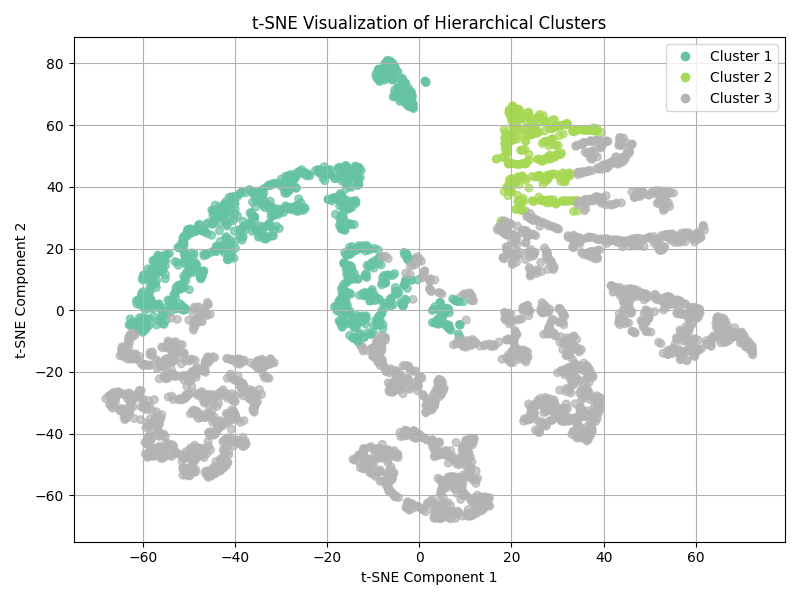 t-SNE Visualization of Hierarchical Clusters
Cluster 1
Cluster 2
Cluster 3
80
60
40
20
0
−20
−40
−60
t-SNE Component 2
−60
−40
−20
0
20
40
60
t-SNE Component 1